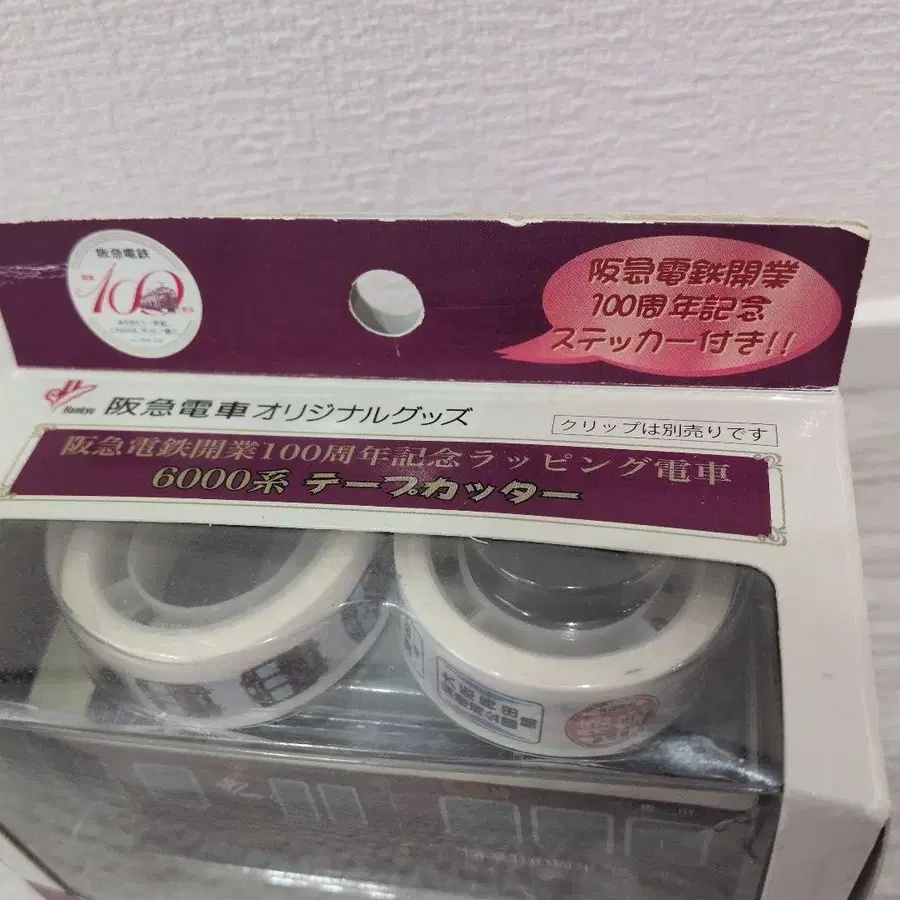 阪急電鉄
100
阪急電鉄開業
100周年記念
ステッカー付き!!
Hankyu
阪急電車オリジナルグッズ
クリップは別売りです
阪急電鉄開業100周年記念ラッピング電車
6000系 テープカッター